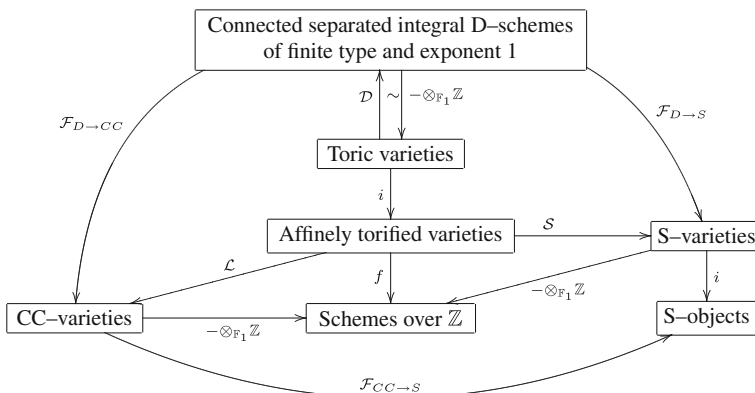 Connected separated integral D–schemes
of finite type and exponent 1
𝒟 ∼ −⊗_{𝔽₁}ℤ
ℱ_{D→CC}
ℱ_{D→S}
Toric varieties
i
Affinely torified varieties
𝒮
S–varieties
ℒ
f
−⊗_{𝔽₁}ℤ
i
CC–varieties
−⊗_{𝔽₁}ℤ
Schemes over ℤ
S–objects
ℱ_{CC→S}